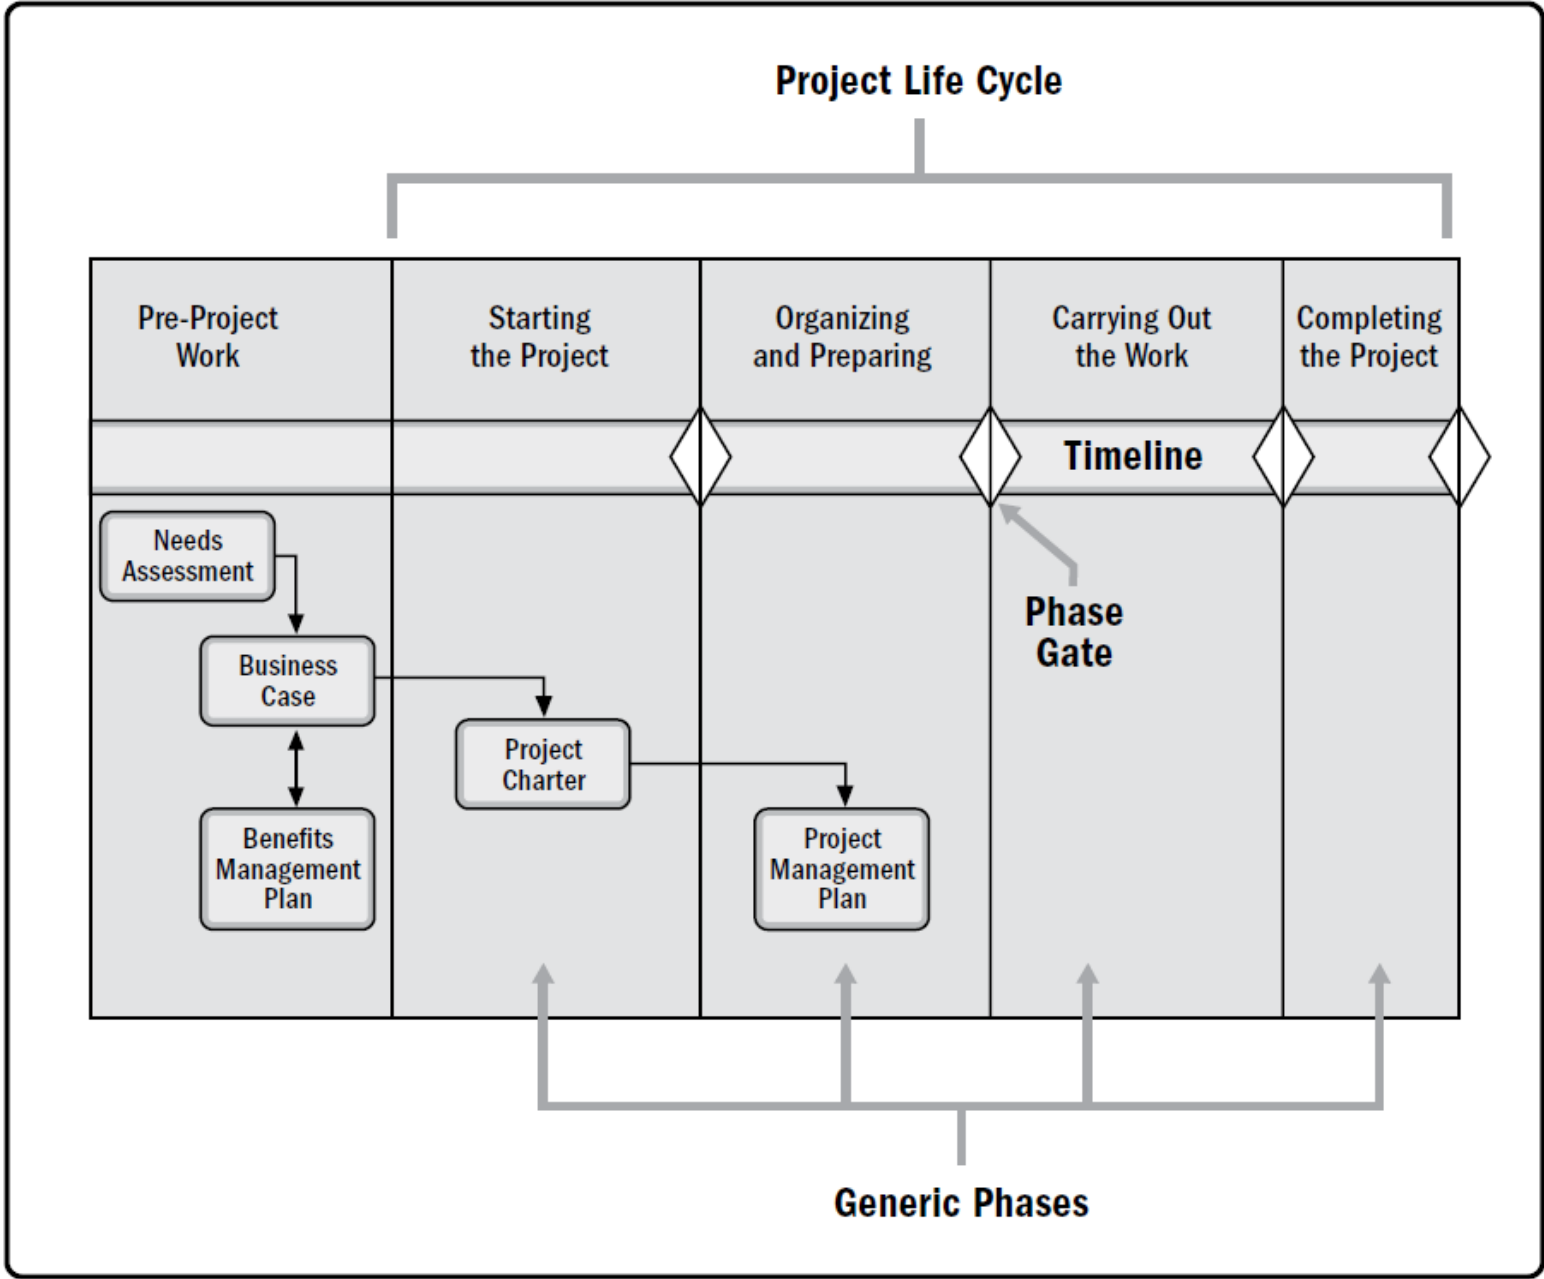 Project Life Cycle
Pre-Project
Work
Starting
the Project
Organizing
and Preparing
Carrying Out
the Work
Completing
the Project
Timeline
Needs
Assessment
Phase
Gate
Business
Case
Project
Charter
Benefits
Management
Plan
Project
Management
Plan
Generic Phases